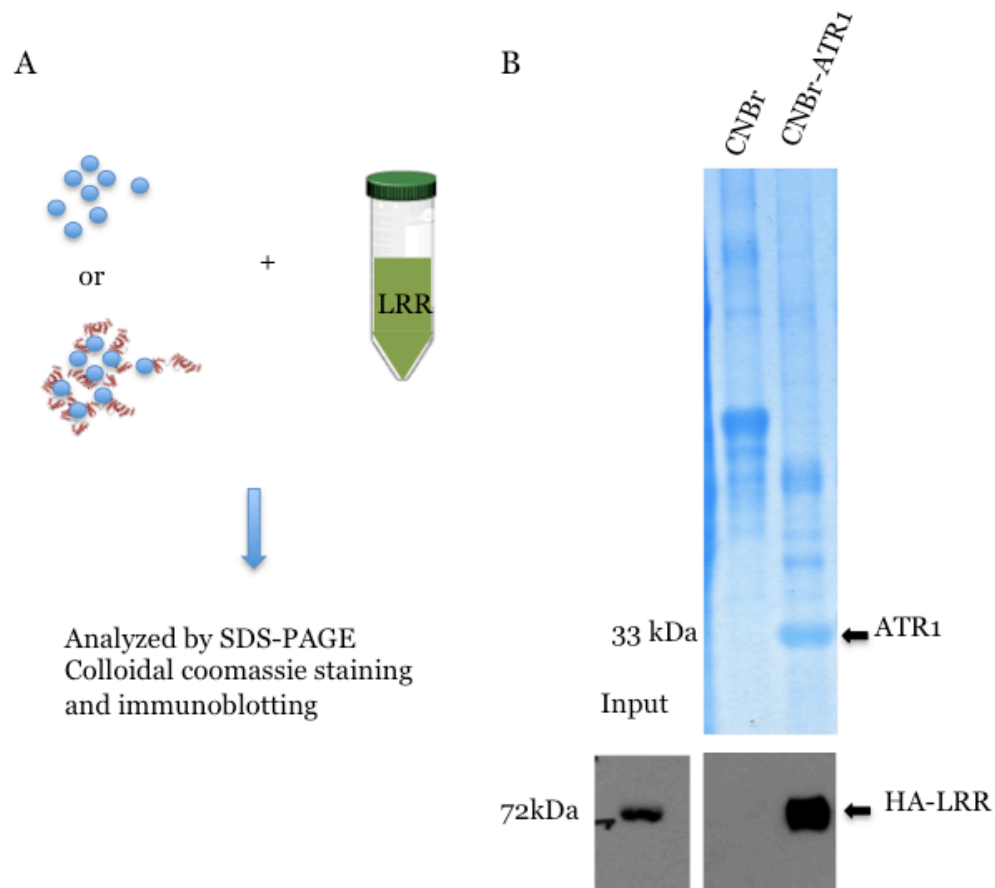 A
or
+
LRR
Analyzed by SDS-PAGE
Colloidal coomassie staining
and immunoblotting
B
CNBr
CNBr-ATR1
33 kDa
ATR1
Input
72kDa
HA-LRR